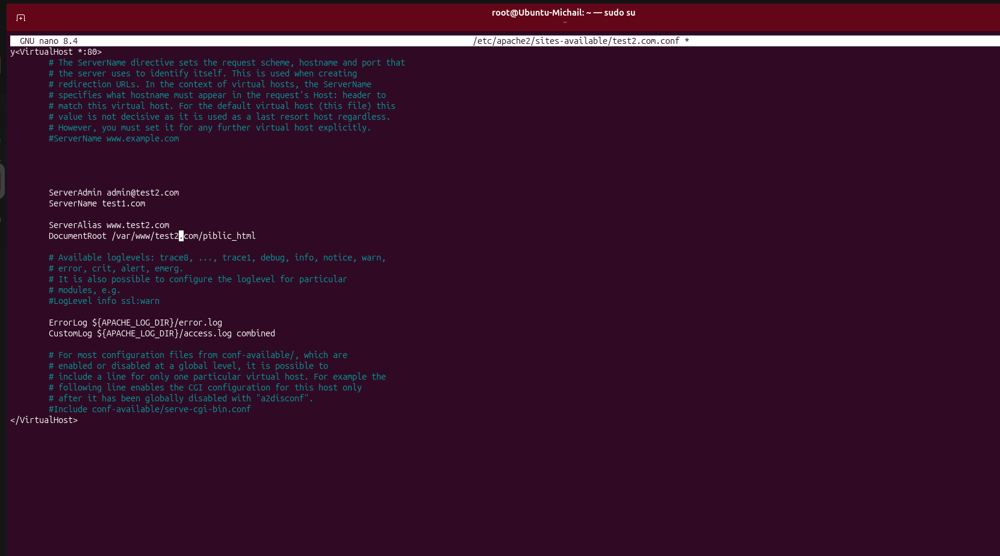 root@Ubuntu-Michail: ~ — sudo su
~
GNU nano 8.4 /etc/apache2/sites-available/test2.com.conf *
y<VirtualHost *:80>
# The ServerName directive sets the request scheme, hostname and port that
# the server uses to identify itself. This is used when creating
# redirection URLs. In the context of virtual hosts, the ServerName
# specifies what hostname must appear in the request's Host: header to
# match this virtual host. For the default virtual host (this file) this
# value is not decisive as it is used as a last resort host regardless.
# However, you must set it for any further virtual host explicitly.
#ServerName www.example.com
ServerAdmin admin@test2.com
ServerName test1.com
ServerAlias www.test2.com
DocumentRoot /var/www/test2.com/piblic_html
# Available loglevels: trace8, ..., trace1, debug, info, notice, warn,
# error, crit, alert, emerg.
# It is also possible to configure the loglevel for particular
# modules, e.g.
#LogLevel info ssl:warn
ErrorLog ${APACHE_LOG_DIR}/error.log
CustomLog ${APACHE_LOG_DIR}/access.log combined
# For most configuration files from conf-available/, which are
# enabled or disabled at a global level, it is possible to
# include a line for only one particular virtual host. For example the
# following line enables the CGI configuration for this host only
# after it has been globally disabled with "a2disconf".
#Include conf-available/serve-cgi-bin.conf
</VirtualHost>